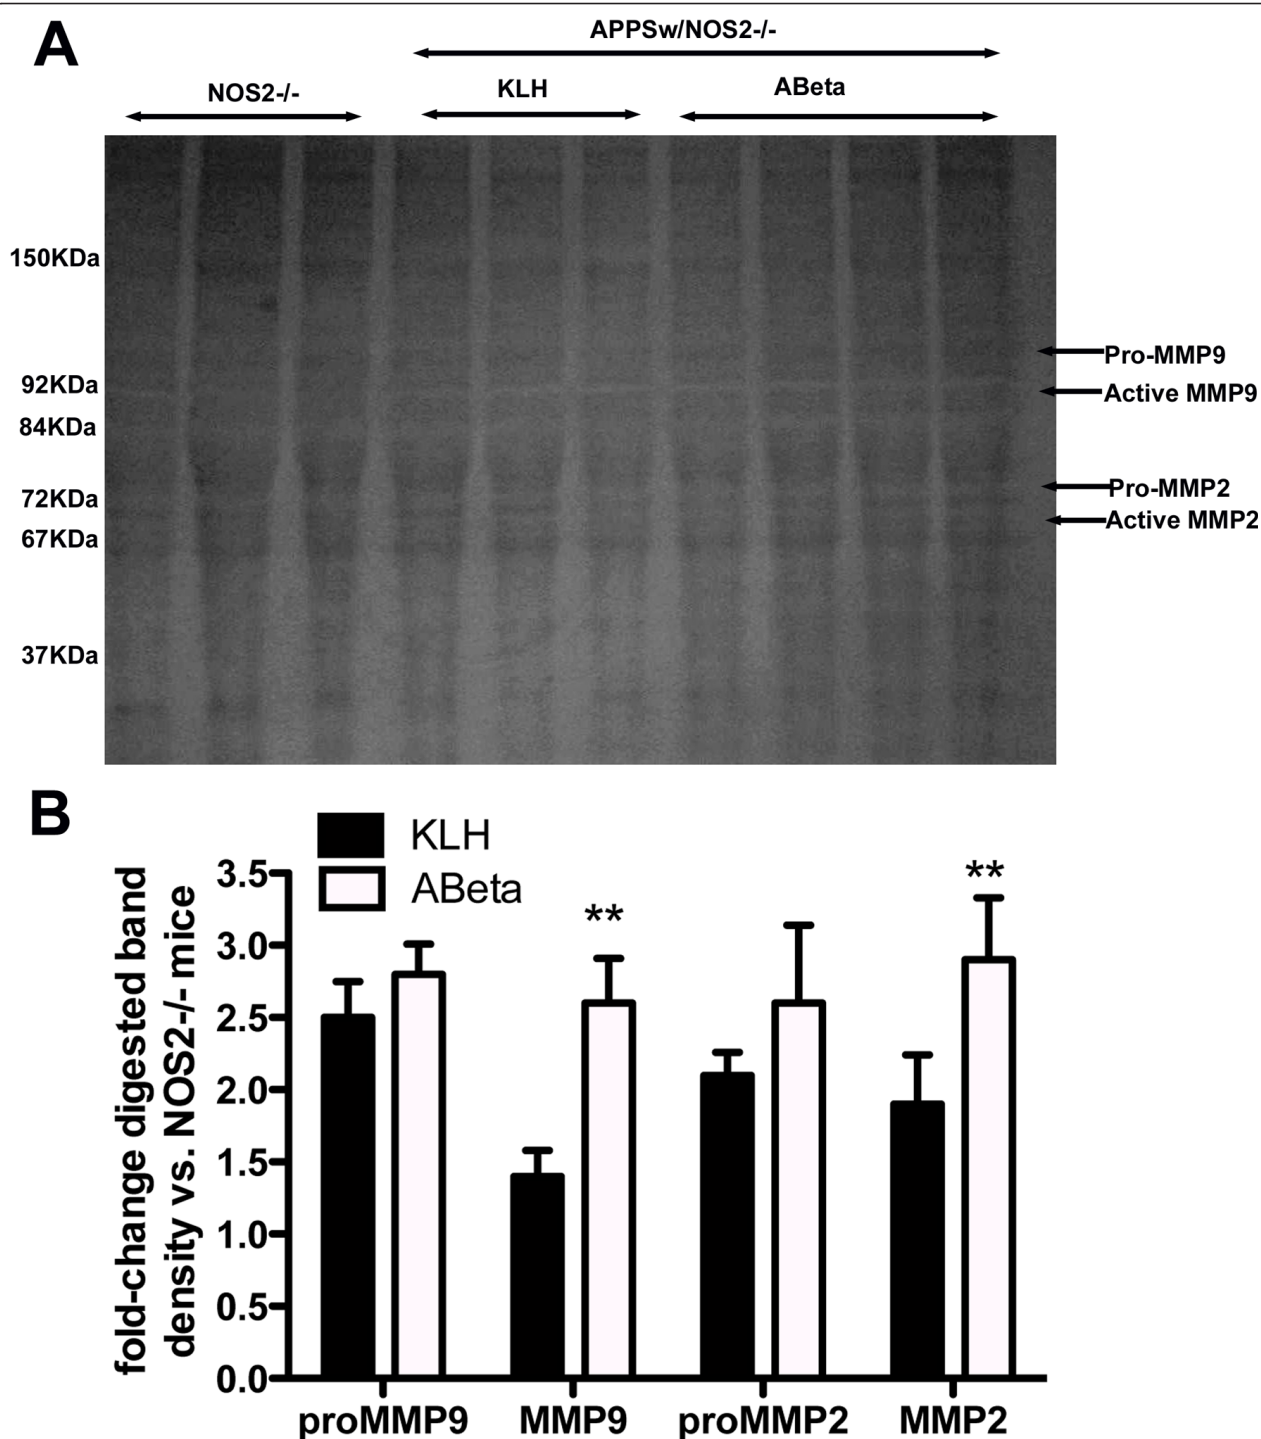 A
APPSw/NOS2-/-
NOS2-/-
KLH
ABeta
150KDa
92KDa
84KDa
72KDa
67KDa
37KDa
Pro-MMP9
Active MMP9
Pro-MMP2
Active MMP2
B
KLH
ABeta
fold-change digested band
density vs. NOS2-/- mice
3.5
3.0
2.5
2.0
1.5
1.0
0.5
0.0
**
**
proMMP9
MMP9
proMMP2
MMP2